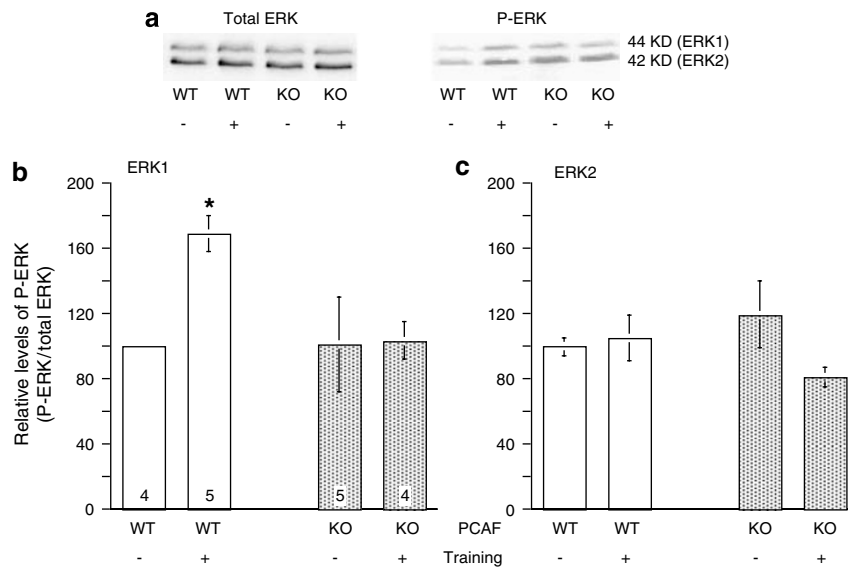 a
Total ERK P-ERK
44 KD (ERK1)
42 KD (ERK2)
WT WT KO KO WT WT KO KO
- + - + - + - +
b
ERK1
c
ERK2
Relative levels of P-ERK
(P-ERK/total ERK)
200
160
120
80
40
0
*
4 5 5 4
200
160
120
80
40
0
WT WT KO KO PCAF WT WT KO KO
- + - + Training - + - +